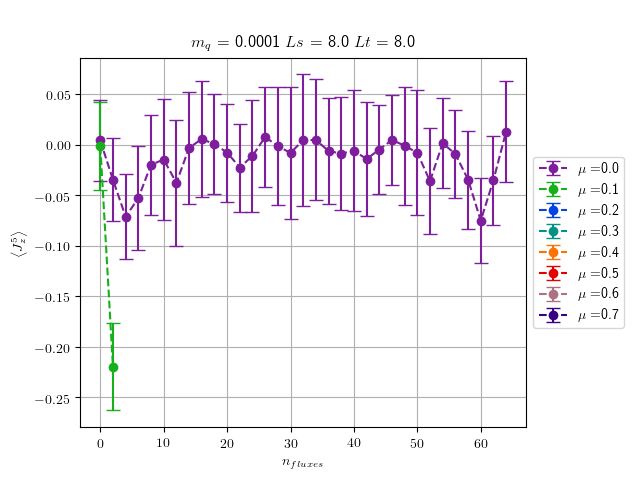 m_q = 0.0001 Ls = 8.0 Lt = 8.0
0.05
0.00
−0.05
−0.10
−0.15
−0.20
−0.25
⟨J_z^5⟩
0 10 20 30 40 50 60
n_{fluxes}
μ =0.0
μ =0.1
μ =0.2
μ =0.3
μ =0.4
μ =0.5
μ =0.6
μ =0.7